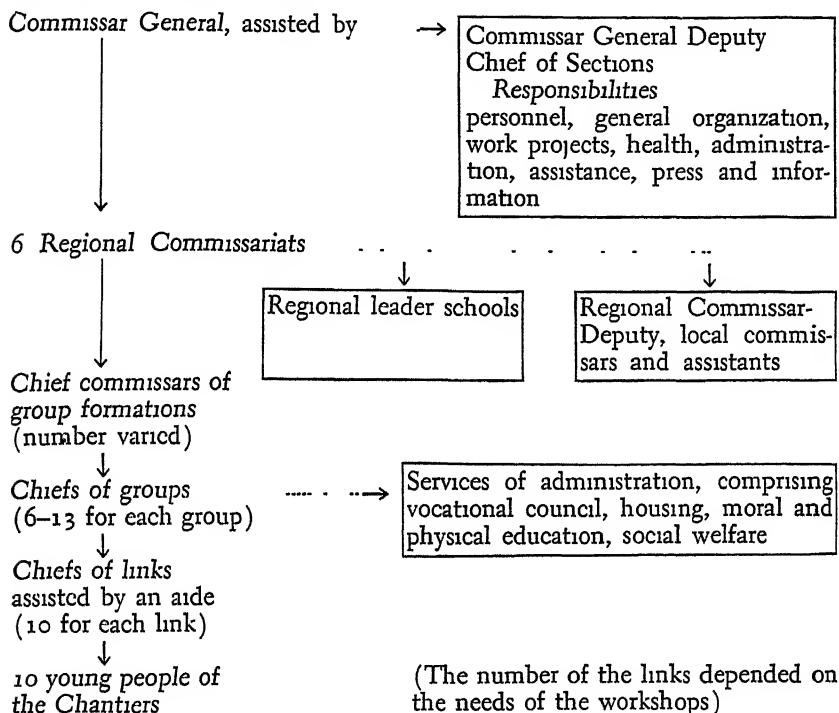 Commissar General, assisted by
Commissar General Deputy
Chief of Sections
Responsibilities
personnel, general organization,
work projects, health, administra-
tion, assistance, press and infor-
mation
6 Regional Commissariats
Regional leader schools
Regional Commissar-
Deputy, local commis-
sars and assistants
Chief commissars of
group formations
(number varied)
Chiefs of groups
(6–13 for each group)
Services of administration, comprising
vocational council, housing, moral and
physical education, social welfare
Chiefs of links
assisted by an aide
(10 for each link)
10 young people of
the Chantiers
(The number of the links depended on
the needs of the workshops)